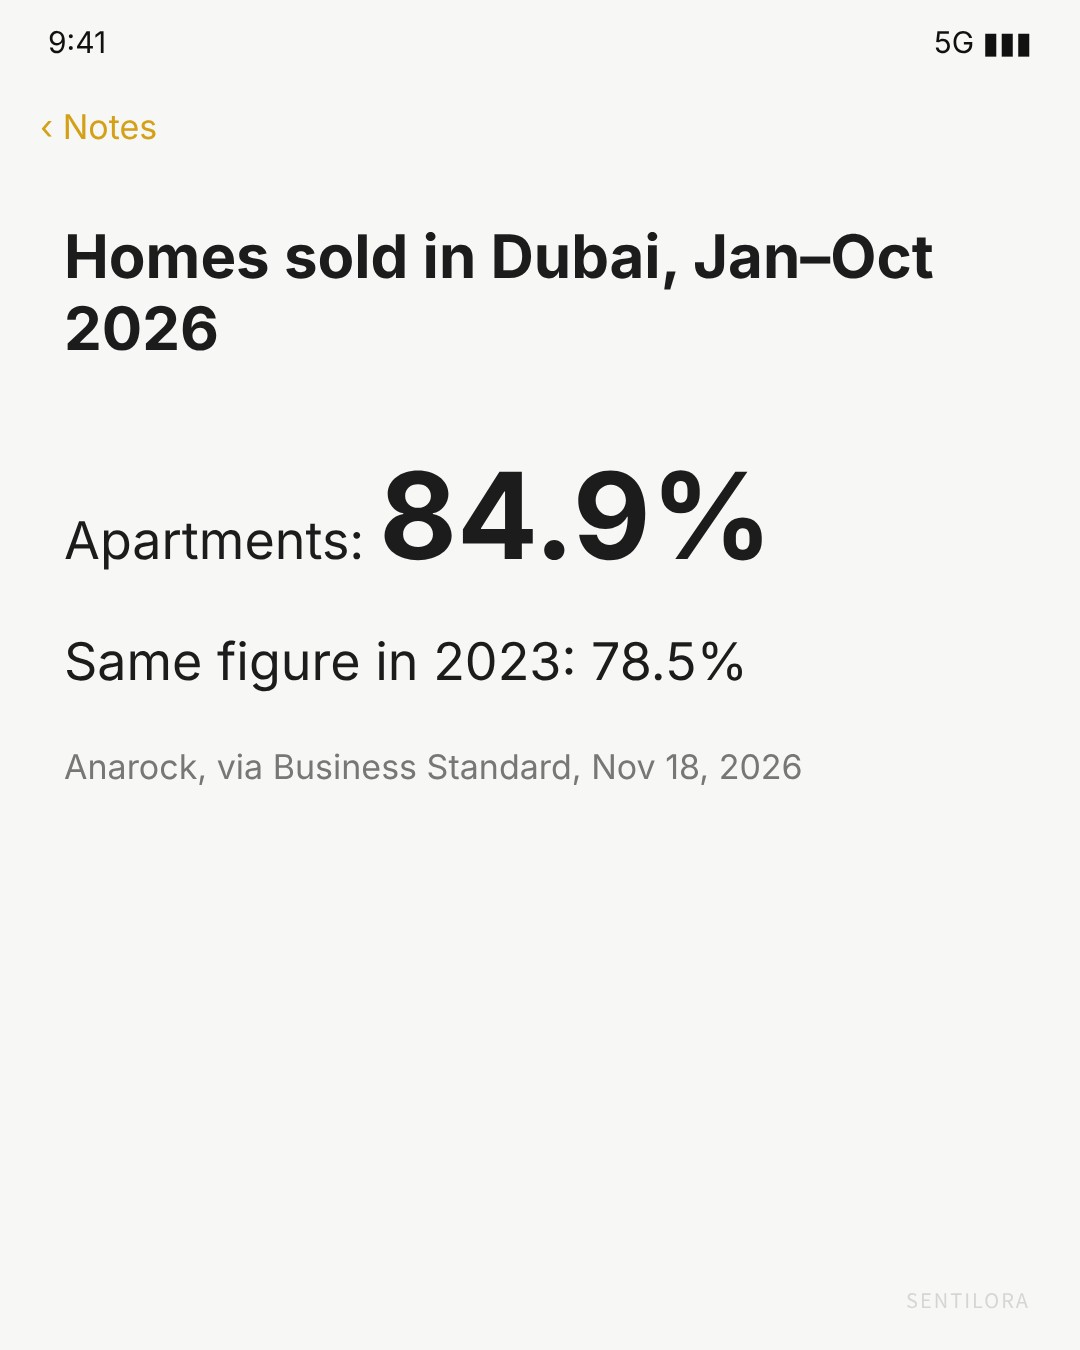 9:41
5G
‹ Notes
Homes sold in Dubai, Jan–Oct
2026
Apartments: 84.9%
Same figure in 2023: 78.5%
Anarock, via Business Standard, Nov 18, 2026
SENTILORA